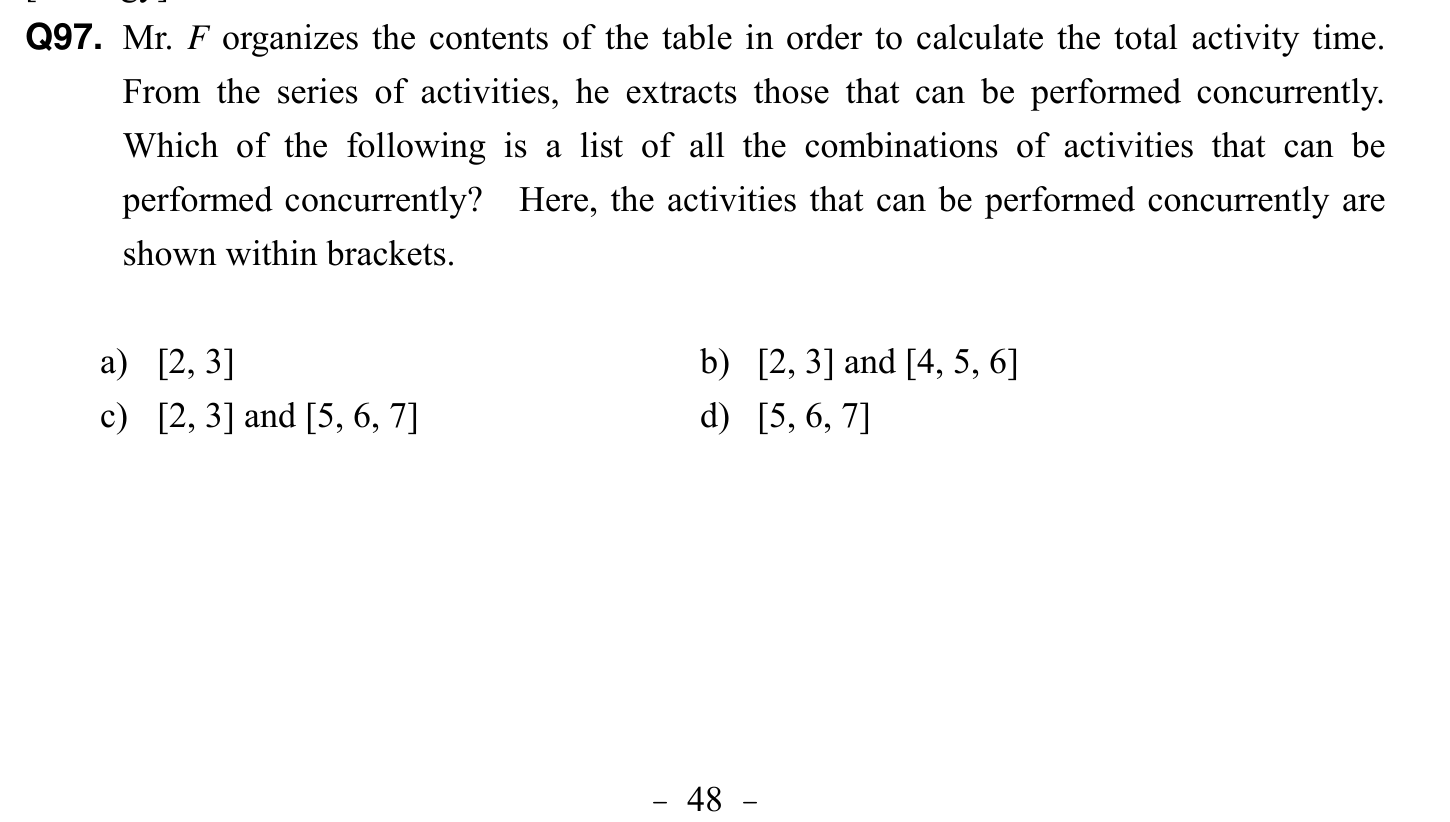 Q97. Mr. F organizes the contents of the table in order to calculate the total activity time.
From the series of activities, he extracts those that can be performed concurrently.
Which of the following is a list of all the combinations of activities that can be
performed concurrently? Here, the activities that can be performed concurrently are
shown within brackets.
a) [2, 3] b) [2, 3] and [4, 5, 6]
c) [2, 3] and [5, 6, 7] d) [5, 6, 7]
– 48 –